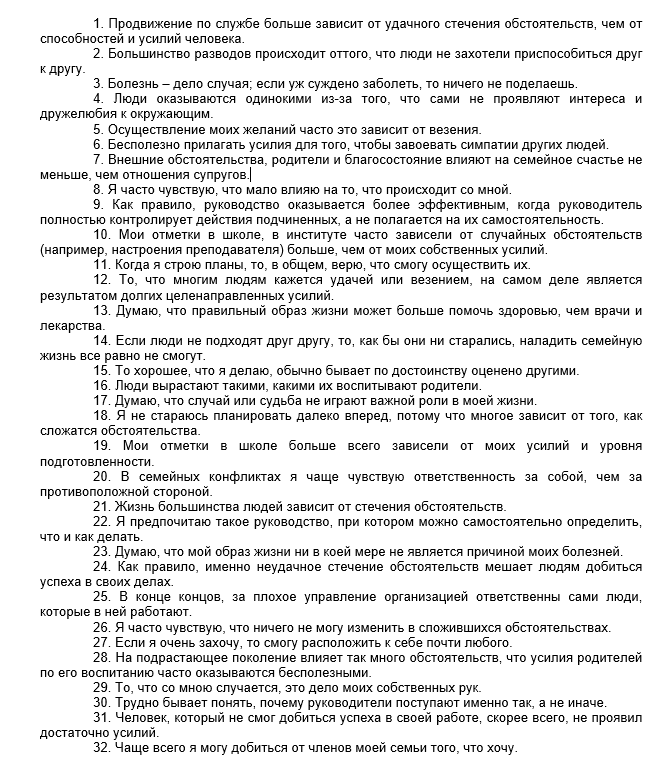 1. Продвижение по службе больше зависит от удачного стечения обстоятельств, чем от
способностей и усилий человека.
2. Большинство разводов происходит оттого, что люди не захотели приспособиться друг
к другу.
3. Болезнь – дело случая; если уж суждено заболеть, то ничего не поделаешь.
4. Люди оказываются одинокими из-за того, что сами не проявляют интереса и
дружелюбия к окружающим.
5. Осуществление моих желаний часто это зависит от везения.
6. Бесполезно прилагать усилия для того, чтобы завоевать симпатии других людей.
7. Внешние обстоятельства, родители и благосостояние влияют на семейное счастье не
меньше, чем отношения супругов.
8. Я часто чувствую, что мало влияю на то, что происходит со мной.
9. Как правило, руководство оказывается более эффективным, когда руководитель
полностью контролирует действия подчиненных, а не полагается на их самостоятельность.
10. Мои отметки в школе, в институте часто зависели от случайных обстоятельств
(например, настроения преподавателя) больше, чем от моих собственных усилий.
11. Когда я строю планы, то, в общем, верю, что смогу осуществить их.
12. То, что многим людям кажется удачей или везением, на самом деле является
результатом долгих целенаправленных усилий.
13. Думаю, что правильный образ жизни может больше помочь здоровью, чем врачи и
лекарства.
14. Если люди не подходят друг другу, то, как бы они ни старались, наладить семейную
жизнь все равно не смогут.
15. То хорошее, что я делаю, обычно бывает по достоинству оценено другими.
16. Люди вырастают такими, какими их воспитывают родители.
17. Думаю, что случай или судьба не играют важной роли в моей жизни.
18. Я не стараюсь планировать далеко вперед, потому что многое зависит от того, как
сложатся обстоятельства.
19. Мои отметки в школе больше всего зависели от моих усилий и уровня
подготовленности.
20. В семейных конфликтах я чаще чувствую ответственность за собой, чем за
противоположной стороной.
21. Жизнь большинства людей зависит от стечения обстоятельств.
22. Я предпочитаю такое руководство, при котором можно самостоятельно определить,
что и как делать.
23. Думаю, что мой образ жизни ни в коей мере не является причиной моих болезней.
24. Как правило, именно неудачное стечение обстоятельств мешает людям добиться
успеха в своих делах.
25. В конце концов, за плохое управление организацией ответственны сами люди,
которые в ней работают.
26. Я часто чувствую, что ничего не могу изменить в сложившихся обстоятельствах.
27. Если я очень захочу, то смогу расположить к себе почти любого.
28. На подрастающее поколение влияет так много обстоятельств, что усилия родителей
по его воспитанию часто оказываются бесполезными.
29. То, что со мною случается, это дело моих собственных рук.
30. Трудно бывает понять, почему руководители поступают именно так, а не иначе.
31. Человек, который не смог добиться успеха в своей работе, скорее всего, не проявил
достаточно усилий.
32. Чаще всего я могу добиться от членов моей семьи того, что хочу.